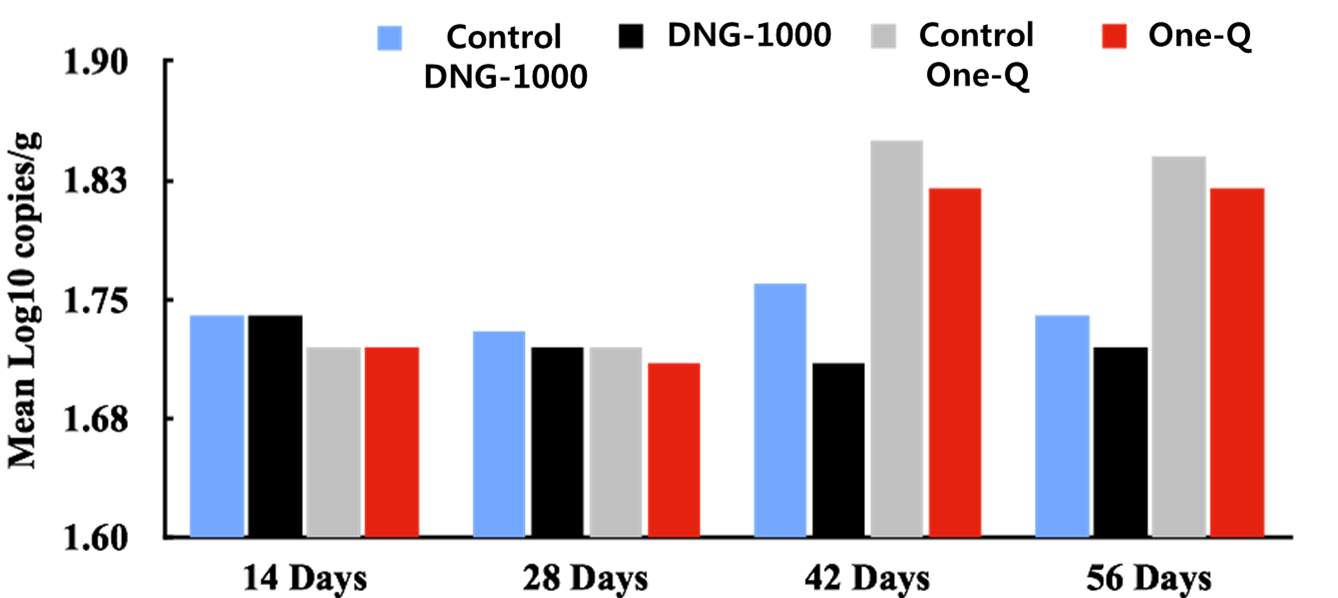 Control
DNG-1000
DNG-1000
Control
One-Q
One-Q
Mean Log10 copies/g
1.90
1.83
1.75
1.68
1.60
14 Days
28 Days
42 Days
56 Days